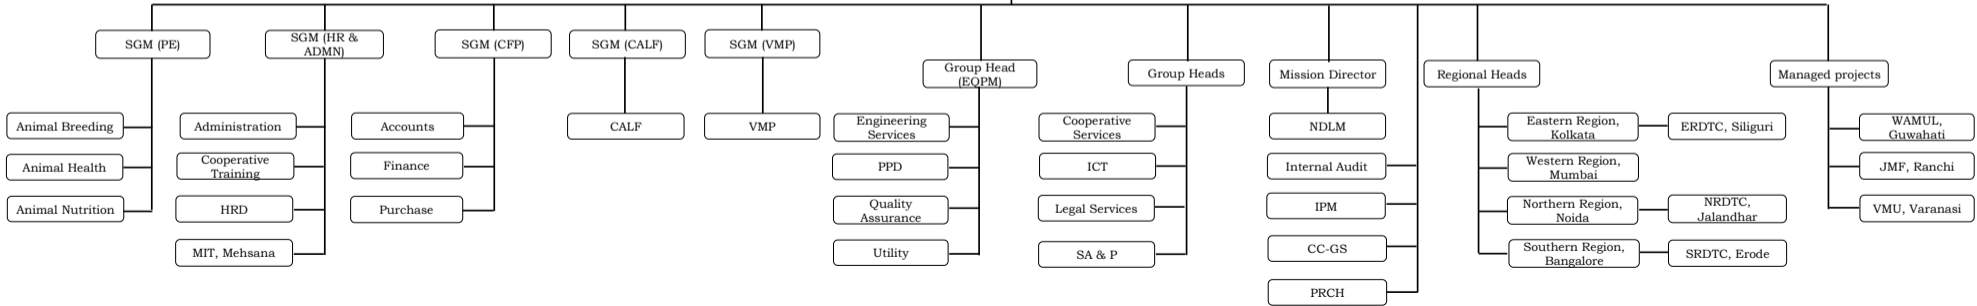 SGM (PE)
SGM (HR &
ADMN)
SGM (CFP)
SGM (CALF)
SGM (VMP)
Group Head
(EQPM)
Group Heads
Mission Director
Regional Heads
Managed projects
Animal Breeding
Animal Health
Animal Nutrition
Administration
Cooperative
Training
HRD
MIT, Mehsana
Accounts
Finance
Purchase
CALF
VMP
Engineering
Services
PPD
Quality
Assurance
Utility
Cooperative
Services
ICT
Legal Services
SA & P
NDLM
Internal Audit
IPM
CC-GS
PRCH
Eastern Region,
Kolkata
ERDTC, Siliguri
Western Region,
Mumbai
Northern Region,
Noida
NRDTC,
Jalandhar
Southern Region,
Bangalore
SRDTC, Erode
WAMUL,
Guwahati
JMF, Ranchi
VMU, Varanasi